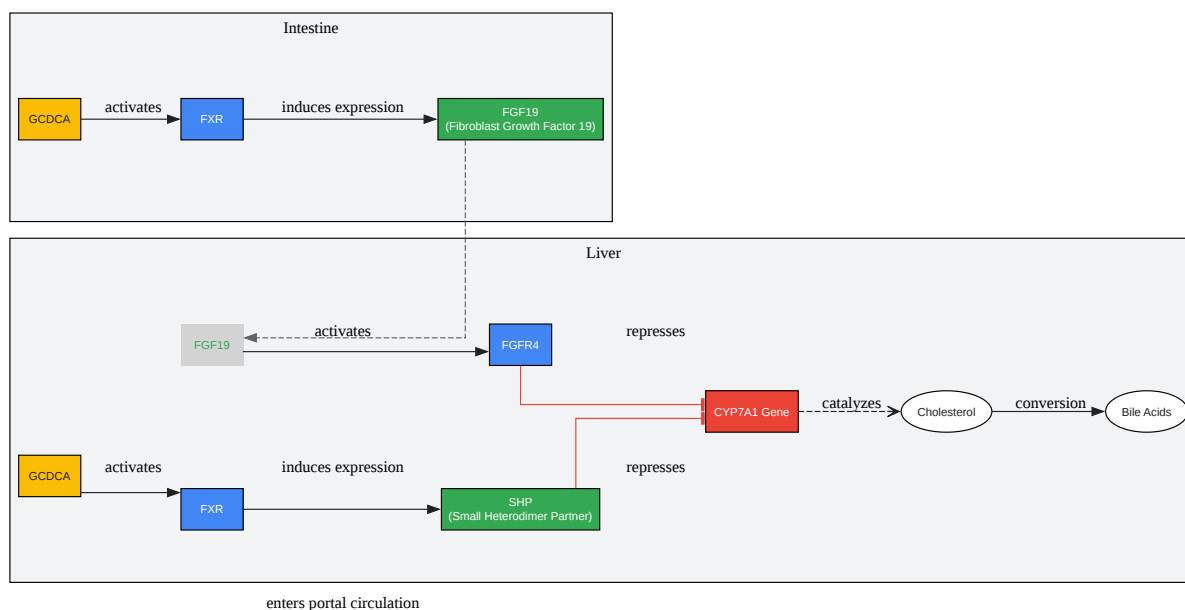 Intestine
GCDCA
activates
FXR
induces expression
FGF19
(Fibroblast Growth Factor 19)
Liver
FGF19
activates
FGFR4
represses
CYP7A1 Gene
catalyzes
Cholesterol
conversion
Bile Acids
GCDCA
activates
FXR
induces expression
SHP
(Small Heterodimer Partner)
represses
enters portal circulation